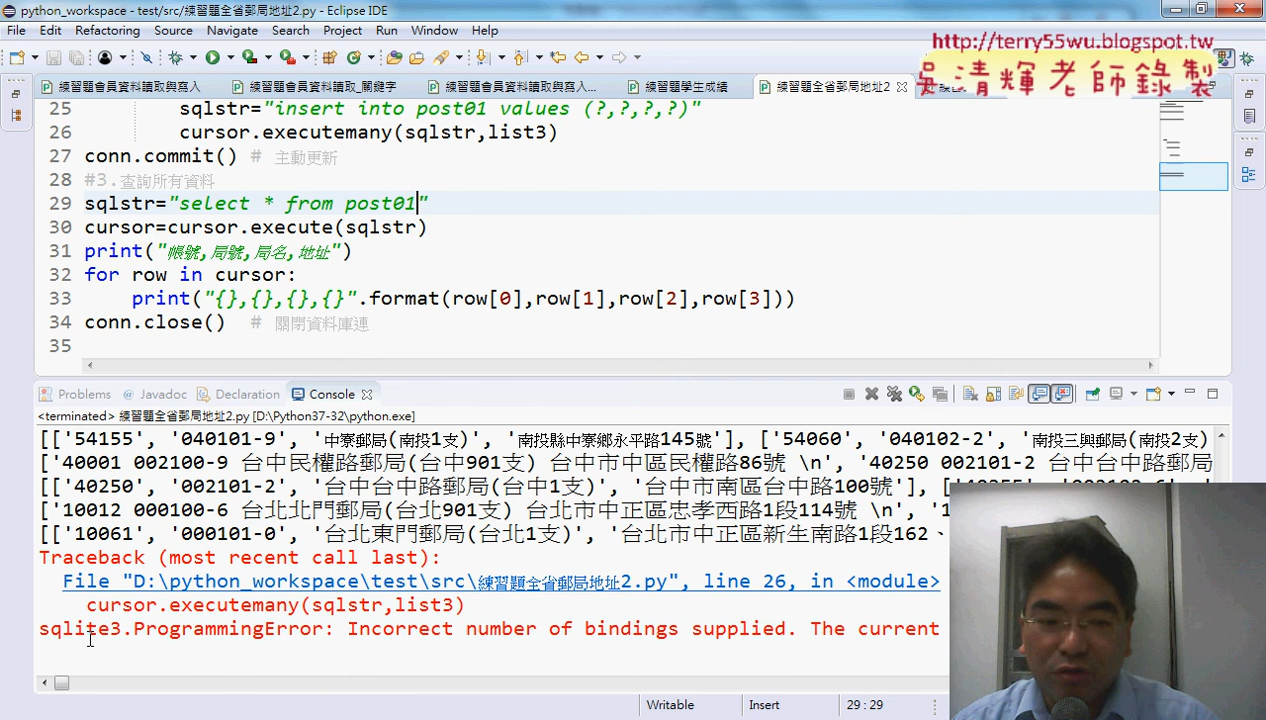 python_workspace - test/src/練習題全省郵局地址2.py - Eclipse IDE
File Edit Refactoring Source Navigate Search Project Run Window Help
http://terry55wu.blogspot.tw
吳清輝老師錄製
練習題會員資料讀取與寫入 練習題會員資料讀取_關鍵字 練習題會員資料讀取與寫入... 練習題學生成績 練習題全省郵局地址2
25 sqlstr="insert into post01 values (?,?,?,?)"
26 cursor.executemany(sqlstr,list3)
27 conn.commit() # 主動更新
28 #3.查詢所有資料
29 sqlstr="select * from post01"
30 cursor=cursor.execute(sqlstr)
31 print("帳號,局號,局名,地址")
32 for row in cursor:
33 print("{},{},{},{}".format(row[0],row[1],row[2],row[3]))
34 conn.close() # 關閉資料庫連
35
Problems Javadoc Declaration Console
<terminated> 練習題全省郵局地址2.py [D:\Python37-32\python.exe]
[['54155', '040101-9', '中寮郵局(南投1支)', '南投縣中寮鄉永平路145號'], ['54060', '040102-2', '南投三興郵局(南投2支)
['40001 002100-9 台中民權路郵局(台中901支) 台中市中區民權路86號 \n', '40250 002101-2 台中台中路郵局
[['40250', '002101-2', '台中台中路郵局(台中1支)', '台中市南區台中路100號'],
['10012 000100-6 台北北門郵局(台北901支) 台北市中正區忠孝西路1段114號 \n',
[['10061', '000101-0', '台北東門郵局(台北1支)', '台北市中正區新生南路1段162、
Traceback (most recent call last):
File "D:\python_workspace\test\src\練習題全省郵局地址2.py", line 26, in <module>
cursor.executemany(sqlstr,list3)
sqlite3.ProgrammingError: Incorrect number of bindings supplied. The current
Writable Insert 29 : 29